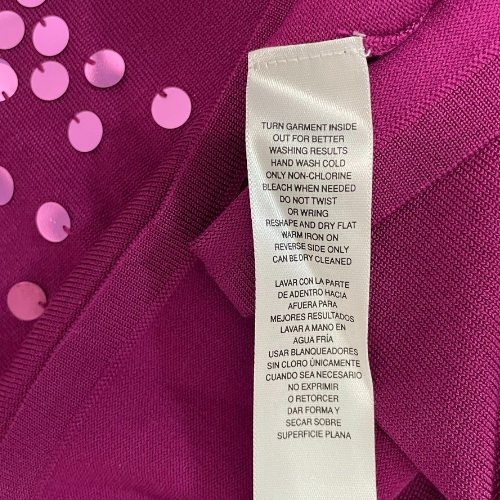 TURN GARMENT INSIDE
OUT FOR BETTER
WASHING RESULTS
HAND WASH COLD
ONLY NON-CHLORINE
BLEACH WHEN NEEDED
DO NOT TWIST
OR WRING
RESHAPE AND DRY FLAT
WARM IRON ON
REVERSE SIDE ONLY
CAN BE DRY CLEANED
LAVAR CON LA PARTE
DE ADENTRO HACIA
AFUERA PARA
MEJORES RESULTADOS
LAVAR A MANO EN
AGUA FRÍA
USAR BLANQUEADORES
SIN CLORO ÚNICAMENTE
CUANDO SEA NECESARIO
NO EXPRIMIR
O RETORCER
DAR FORMA Y
SECAR SOBRE
SUPERFICIE PLANA